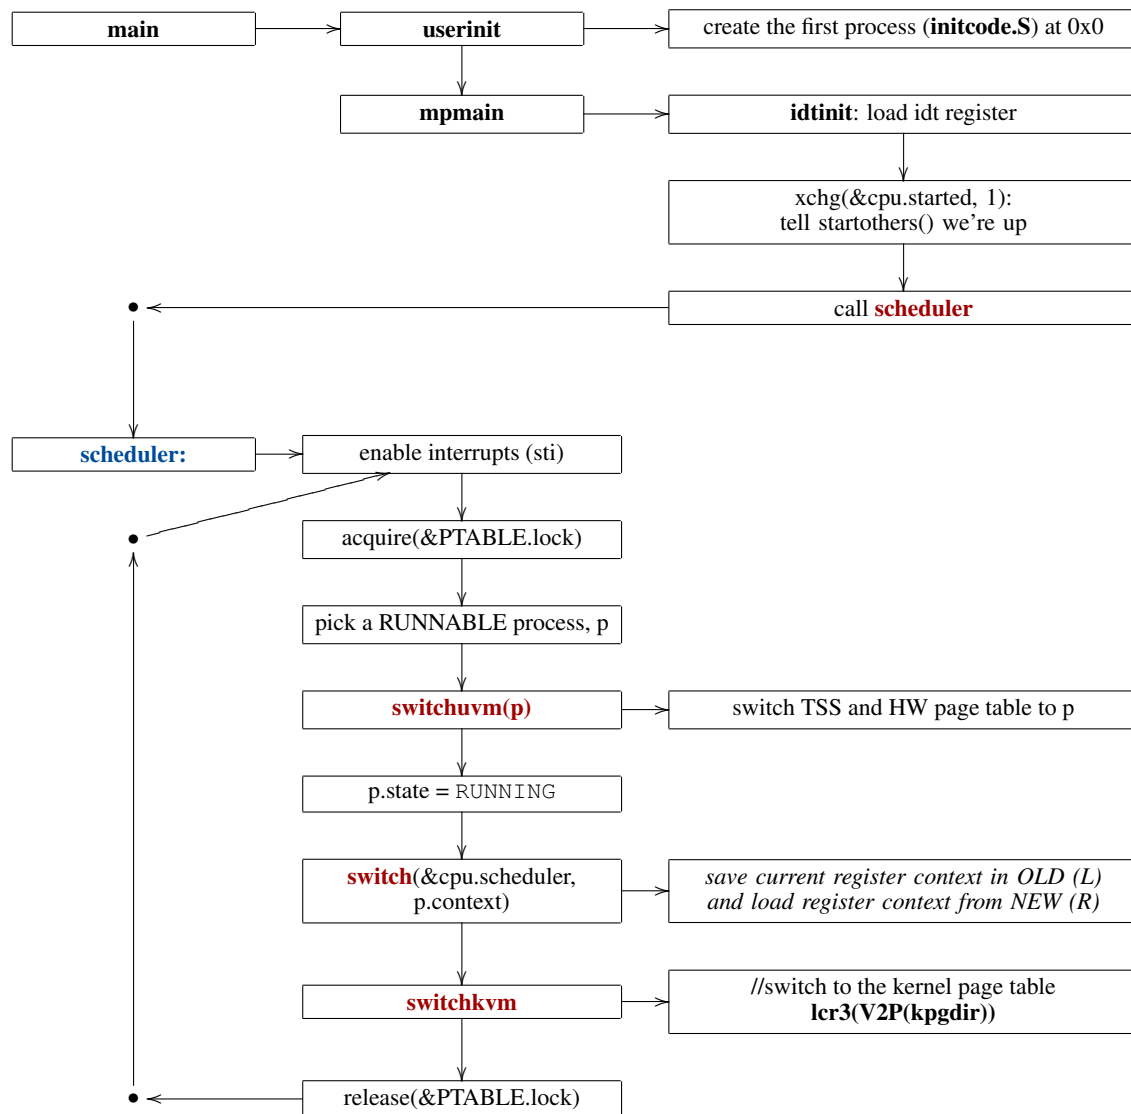 main
userinit
create the first process (initcode.S) at 0x0
mpmain
idtinit: load idt register
xchg(&cpu.started, 1):
tell startothers() we're up
call scheduler
scheduler:
enable interrupts (sti)
acquire(&PTABLE.lock)
pick a RUNNABLE process, p
switchuvm(p)
switch TSS and HW page table to p
p.state = RUNNING
switch(&cpu.scheduler,
p.context)
save current register context in OLD (L)
and load register context from NEW (R)
switchkvm
//switch to the kernel page table
lcr3(V2P(kpgdir))
release(&PTABLE.lock)